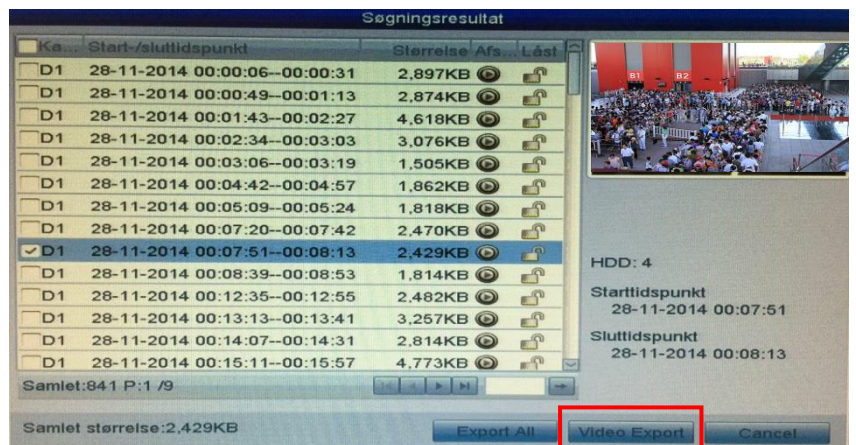 Søgningsresultat
Ka... Start-/sluttidspunkt Størrelse Afs... Låst
D1 28-11-2014 00:00:06--00:00:31 2,897KB
D1 28-11-2014 00:00:49--00:01:13 2,874KB
D1 28-11-2014 00:01:43--00:02:27 4,618KB
D1 28-11-2014 00:02:34--00:03:03 3,076KB
D1 28-11-2014 00:03:06--00:03:19 1,505KB
D1 28-11-2014 00:04:42--00:04:57 1,862KB
D1 28-11-2014 00:05:09--00:05:24 1,818KB
D1 28-11-2014 00:07:20--00:07:42 2,470KB
D1 28-11-2014 00:07:51--00:08:13 2,429KB
D1 28-11-2014 00:08:39--00:08:53 1,814KB
D1 28-11-2014 00:12:35--00:12:55 2,482KB
D1 28-11-2014 00:13:13--00:13:41 3,257KB
D1 28-11-2014 00:14:07--00:14:31 2,814KB
D1 28-11-2014 00:15:11--00:15:57 4,773KB
Samlet:841 P:1 /9
B1 B2
HDD: 4
Starttidspunkt
28-11-2014 00:07:51
Sluttidspunkt
28-11-2014 00:08:13
Samlet størrelse:2,429KB
Export All
Video Export
Cancel